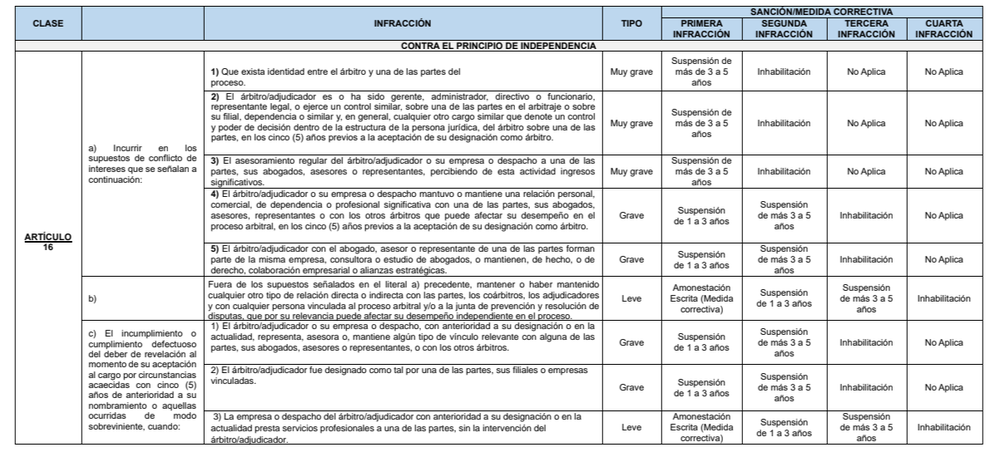 CLASE
INFRACCIÓN
TIPO
SANCIÓN/MEDIDA CORRECTIVA
PRIMERA
INFRACCIÓN
SEGUNDA
INFRACCIÓN
TERCERA
INFRACCIÓN
CUARTA
INFRACCIÓN
CONTRA EL PRINCIPIO DE INDEPENDENCIA
ARTÍCULO
16
a) Incurrir en los
supuestos de conflicto de
intereses que se señalan a
continuación:
1) Que exista identidad entre el árbitro y una de las partes del
proceso.
Muy grave
Suspensión de
más de 3 a 5
años
Inhabilitación
No Aplica
No Aplica
2) El árbitro/adjudicador es o ha sido gerente, administrador, directivo o funcionario,
representante legal, o ejerce un control similar, sobre una de las partes en el arbitraje o sobre
su filial, dependencia o similar y, en general, cualquier otro cargo similar que denote un control
y poder de decisión dentro de la estructura de la persona jurídica, del árbitro sobre una de las
partes, en los cinco (5) años previos a la aceptación de su designación como árbitro.
Muy grave
Suspensión de
más de 3 a 5
años
Inhabilitación
No Aplica
No Aplica
3) El asesoramiento regular del árbitro/adjudicador o su empresa o despacho a una de las
partes, sus abogados, asesores o representantes, percibiendo de esta actividad ingresos
significativos.
Muy grave
Suspensión de
más de 3 a 5
años
Inhabilitación
No Aplica
No Aplica
4) El árbitro/adjudicador o su empresa o despacho mantuvo o mantiene una relación personal,
comercial, de dependencia o profesional significativa con una de las partes, sus abogados,
asesores, representantes o con los otros árbitros que puede afectar su desempeño en el
proceso arbitral, en los cinco (5) años previos a la aceptación de su designación como árbitro.
Grave
Suspensión
de 1 a 3 años
Suspensión
de más 3 a 5
años
Inhabilitación
No Aplica
5) El árbitro/adjudicador con el abogado, asesor o representante de una de las partes forman
parte de la misma empresa, consultora o estudio de abogados, o mantienen, de hecho, o de
derecho, colaboración empresarial o alianzas estratégicas.
Grave
Suspensión
de 1 a 3 años
Suspensión
de más 3 a 5
años
Inhabilitación
No Aplica
b)
Fuera de los supuestos señalados en el literal a) precedente, mantener o haber mantenido
cualquier otro tipo de relación directa o indirecta con las partes, los coárbitros, los adjudicadores
y con cualquier persona vinculada al proceso arbitral y/o a la junta de prevención y resolución de
disputas, que por su relevancia puede afectar su desempeño independiente en el proceso.
Leve
Amonestación
Escrita (Medida
correctiva)
Suspensión
de 1 a 3 años
Suspensión
de más 3 a 5
años
Inhabilitación
c) El incumplimiento o
cumplimiento defectuoso
del deber de revelación al
momento de su aceptación
al cargo por circunstancias
acaecidas con cinco (5)
años de anterioridad a su
nombramiento o aquellas
ocurridas de modo
sobreviniente, cuando:
1) El árbitro/adjudicador o su empresa o despacho, con anterioridad a su designación o en la
actualidad, representa, asesora o, mantiene algún tipo de vínculo relevante con alguna de las
partes, sus abogados, asesores o representantes, o con los otros árbitros.
Grave
Suspensión
de 1 a 3 años
Suspensión
de más 3 a 5
años
Inhabilitación
No Aplica
2) El árbitro/adjudicador fue designado como tal por una de las partes, sus filiales o empresas
vinculadas.
Grave
Suspensión
de 1 a 3 años
Suspensión
de más 3 a 5
años
Inhabilitación
No Aplica
3) La empresa o despacho del árbitro/adjudicador con anterioridad a su designación o en la
actualidad presta servicios profesionales a una de las partes, sin la intervención del
árbitro/adjudicador.
Leve
Amonestación
Escrita (Medida
correctiva)
Suspensión
de 1 a 3 años
Suspensión
de más 3 a 5
años
Inhabilitación